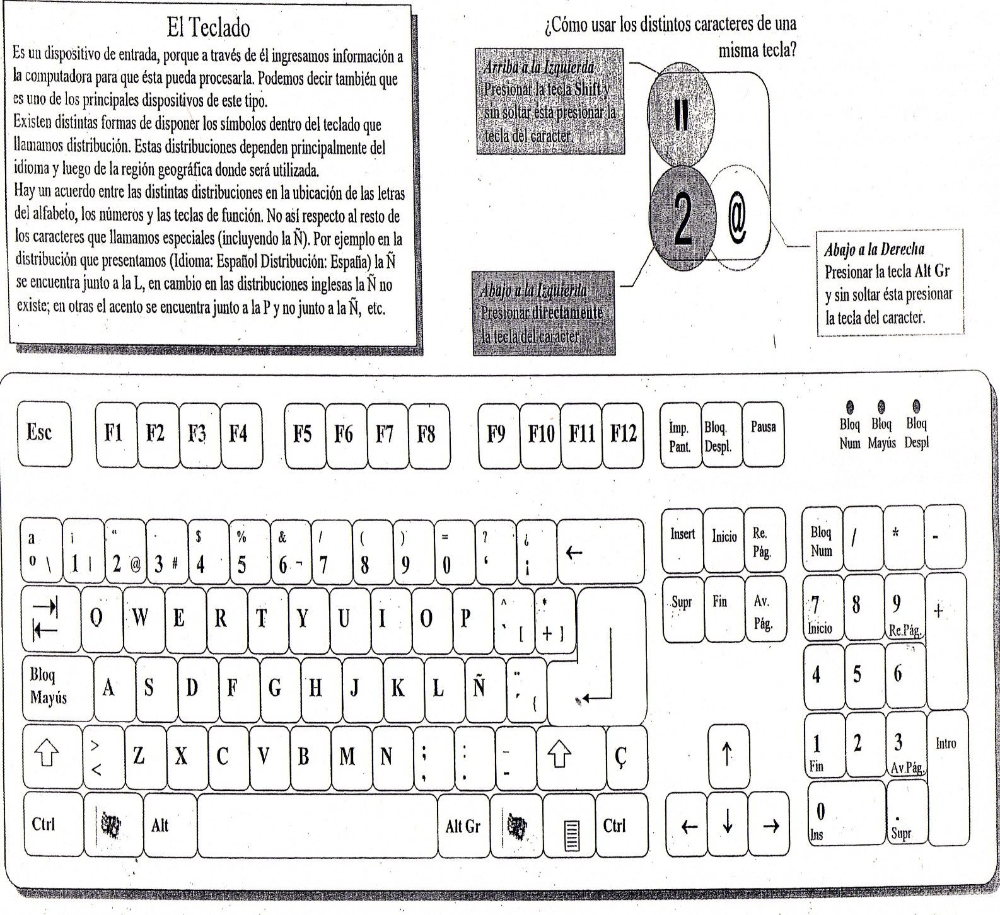 El Teclado
Es un dispositivo de entrada, porque a través de él ingresamos información a
la computadora para que ésta pueda procesarla. Podemos decir también que
es uno de los principales dispositivos de este tipo.
Existen distintas formas de disponer los símbolos dentro del teclado que
llamamos distribución. Estas distribuciones dependen principalmente del
idioma y luego de la región geográfica donde será utilizada.
Hay un acuerdo entre las distintas distribuciones en la ubicación de las letras
del alfabeto, los números y las teclas de función. No así respecto al resto de
los caracteres que llamamos especiales (incluyendo la Ñ). Por ejemplo en la
distribución que presentamos (Idioma: Español Distribución: España) la Ñ
se encuentra junto a la L, en cambio en las distribuciones inglesas la Ñ no
existe; en otras el acento se encuentra junto a la P y no junto a la Ñ, etc.
¿Cómo usar los distintos caracteres de una
misma tecla?
Arriba a la Izquierda
Presionar la tecla Shift y
sin soltar ésta presionar la
tecla del caracter.
"
2 @
Abajo a la Izquierda
Presionar directamente
la tecla del caracter.
Abajo a la Derecha
Presionar la tecla Alt Gr
y sin soltar ésta presionar
la tecla del caracter.
Esc F1 F2 F3 F4 F5 F6 F7 F8 F9 F10 F11 F12
Imp. Bloq. Pausa
Pant. Despl.
Bloq Bloq Bloq
Num Mayús Despl
a ¡ “ · $ % & / ( ) = ? ¿
º \ 1 | 2 @ 3 # 4 5 6 ¬ 7 8 9 0 ‘ ¡ ←
Insert Inicio Re.
Pág.
Bloq / * -
Num
Q W E R T Y U I O P ^ *
` [ + ]
Supr Fin Av.
Pág.
7 8 9 +
Inicio Re.Pág.
Bloq
Mayús
A S D F G H J K L Ñ ¨
´ {
4 5 6
> Z X C V B M N ; : _ Ç
< , . -
↑
1 2 3 Intro
Fin Av.Pág.
Ctrl Alt Alt Gr Ctrl
← ↓ →
0 .
Ins Supr